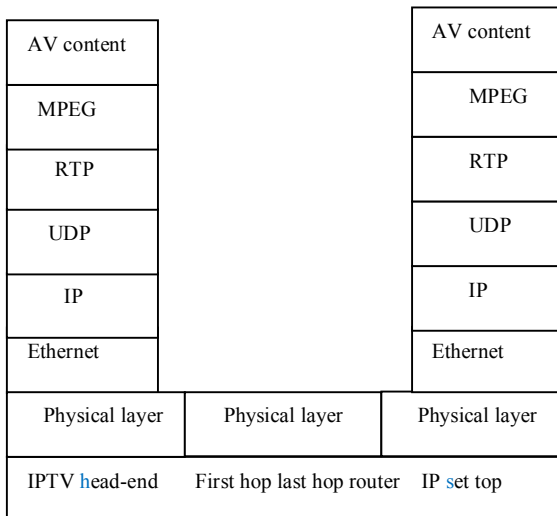 AV content
MPEG
RTP
UDP
IP
Ethernet
AV content
MPEG
RTP
UDP
IP
Ethernet
Physical layer Physical layer Physical layer
IPTV head-end First hop last hop router IP set top